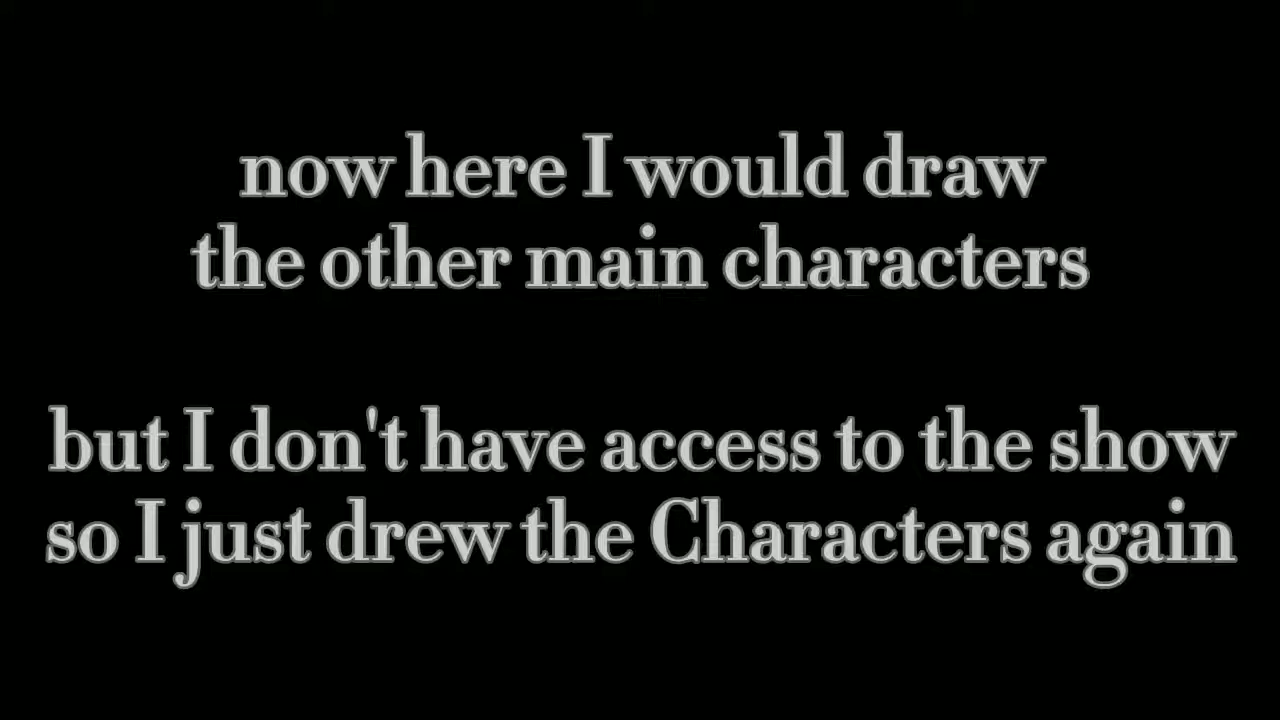 now here I would draw
the other main characters
but I don't have access to the show
so I just drew the Characters again